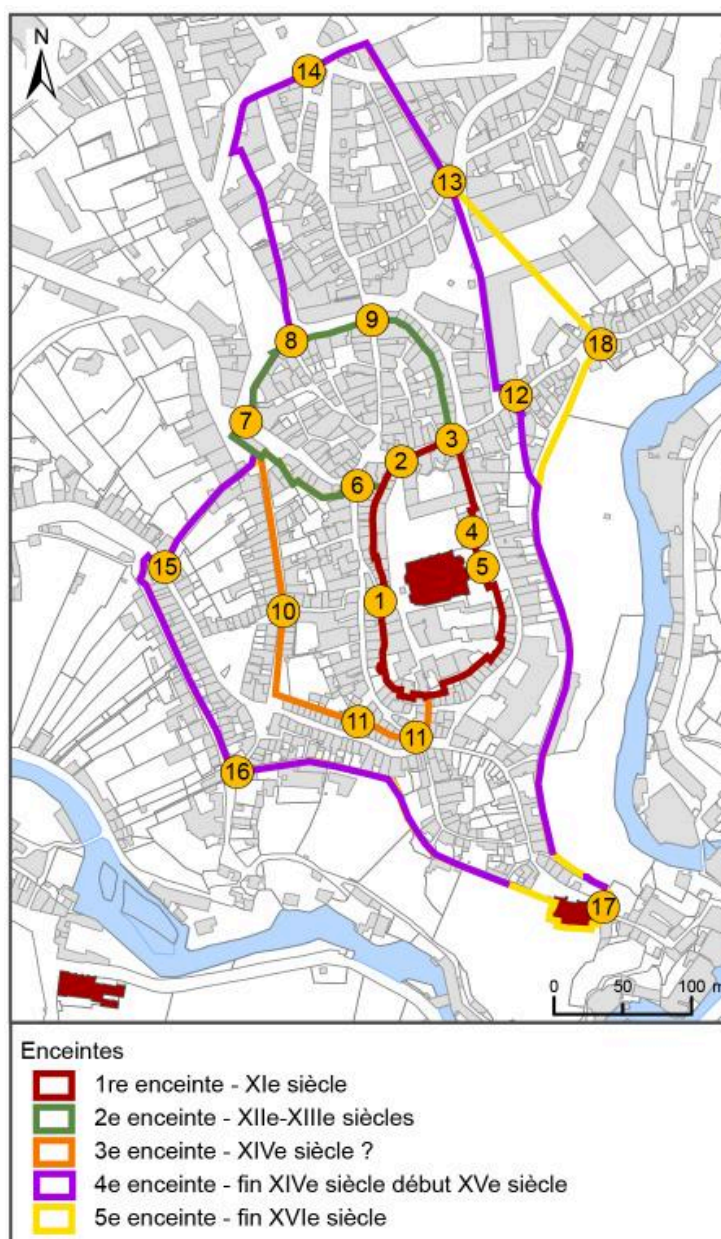 N
14
13
9
8
18
12
7
3
2
6
4
15
5
1
10
11
11
16
17
0 50 100 m
Enceintes
1re enceinte - XIe siècle
2e enceinte - XIIe-XIIIe siècles
3e enceinte - XIVe siècle ?
4e enceinte - fin XIVe siècle début XVe siècle
5e enceinte - fin XVIe siècle